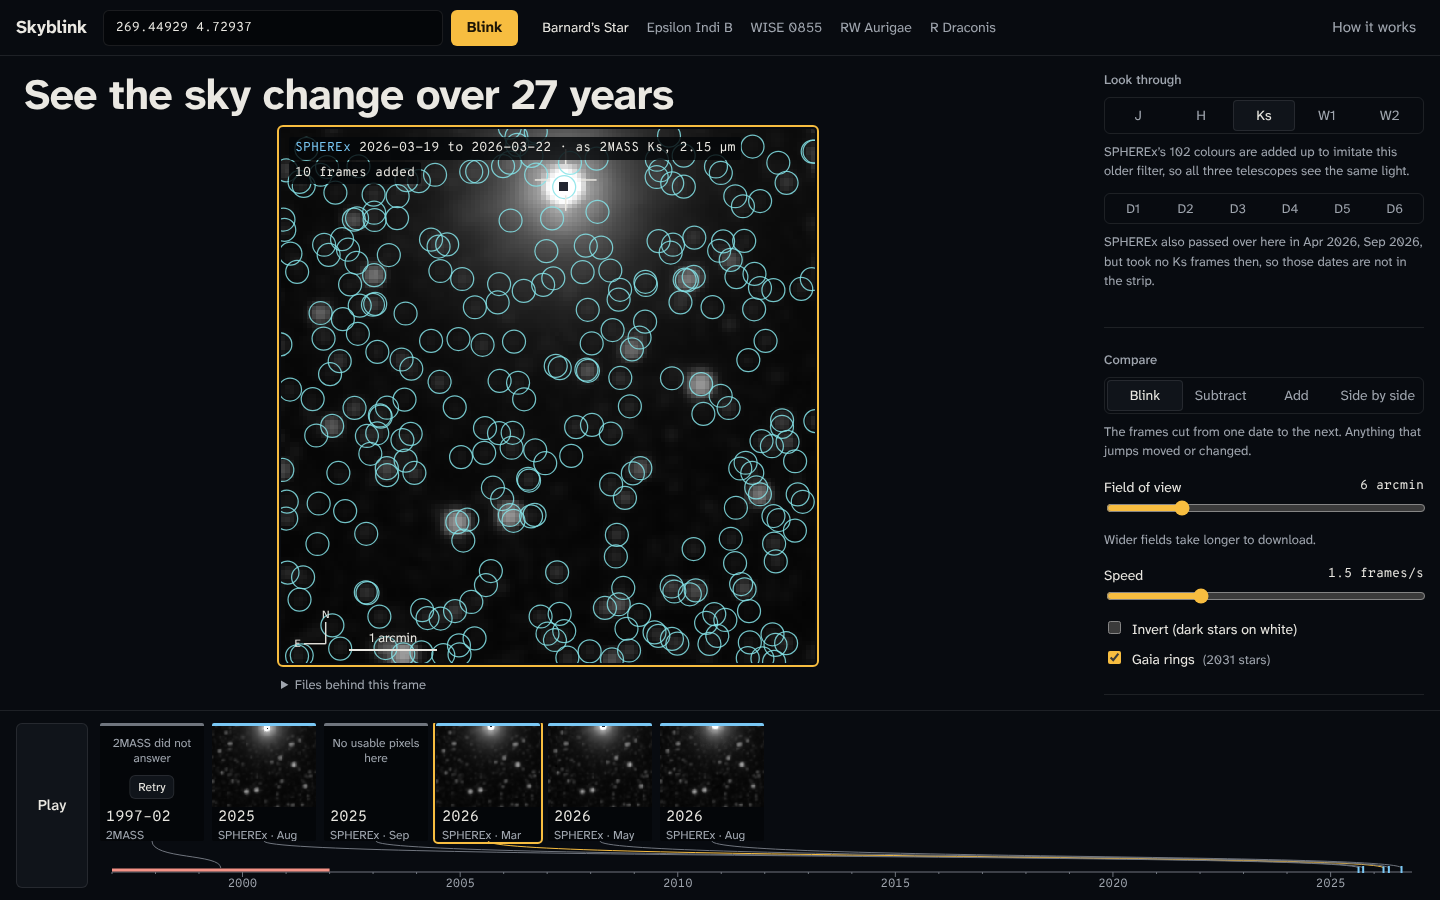 Skyblink
269.44929 4.72937
Blink
Barnard's Star
Epsilon Indi B
WISE 0855
RW Aurigae
R Draconis
How it works
See the sky change over 27 years
SPHEREx 2026-03-19 to 2026-03-22 · as 2MASS Ks, 2.15 µm
10 frames added
N
E
1 arcmin
▶ Files behind this frame
Look through
J
H
Ks
W1
W2
SPHEREx's 102 colours are added up to imitate this
older filter, so all three telescopes see the same light.
D1
D2
D3
D4
D5
D6
SPHEREx also passed over here in Apr 2026, Sep 2026,
but took no Ks frames then, so those dates are not in
the strip.
Compare
Blink
Subtract
Add
Side by side
The frames cut from one date to the next. Anything that
jumps moved or changed.
Field of view
6 arcmin
Wider fields take longer to download.
Speed
1.5 frames/s
Invert (dark stars on white)
Gaia rings (2031 stars)
Play
2MASS did not
answer
Retry
1997-02
2MASS
2025
SPHEREx · Aug
No usable pixels
here
2025
SPHEREx · Sep
2026
SPHEREx · Mar
2026
SPHEREx · May
2026
SPHEREx · Aug
2000
2005
2010
2015
2020
2025